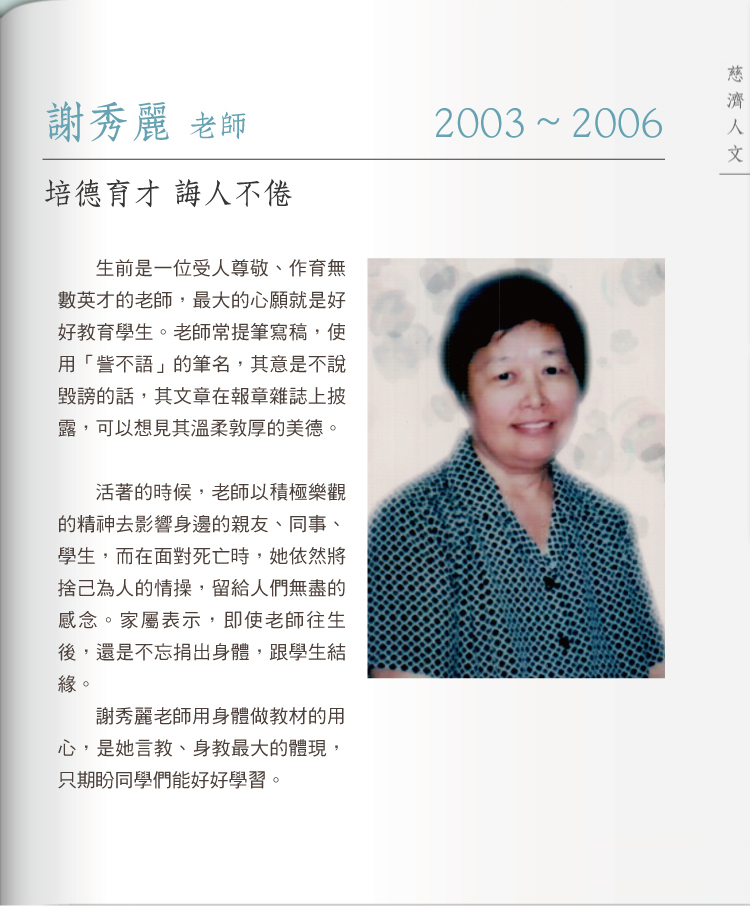 謝秀麗 老師 2003~2006
慈濟人文
培德育才 誨人不倦
生前是一位受人尊敬、作育無
數英才的老師，最大的心願就是好
好教育學生。老師常提筆寫稿，使
用「訾不語」的筆名，其意是不說
毀謗的話，其文章在報章雜誌上披
露，可以想見其溫柔敦厚的美德。
活著的時候，老師以積極樂觀
的精神去影響身邊的親友、同事、
學生，而在面對死亡時，她依然將
捨己為人的情操，留給人們無盡的
感念。家屬表示，即使老師往生
後，還是不忘捐出身體，跟學生結
緣。
謝秀麗老師用身體做教材的用
心，是她言教、身教最大的體現，
只期盼同學們能好好學習。